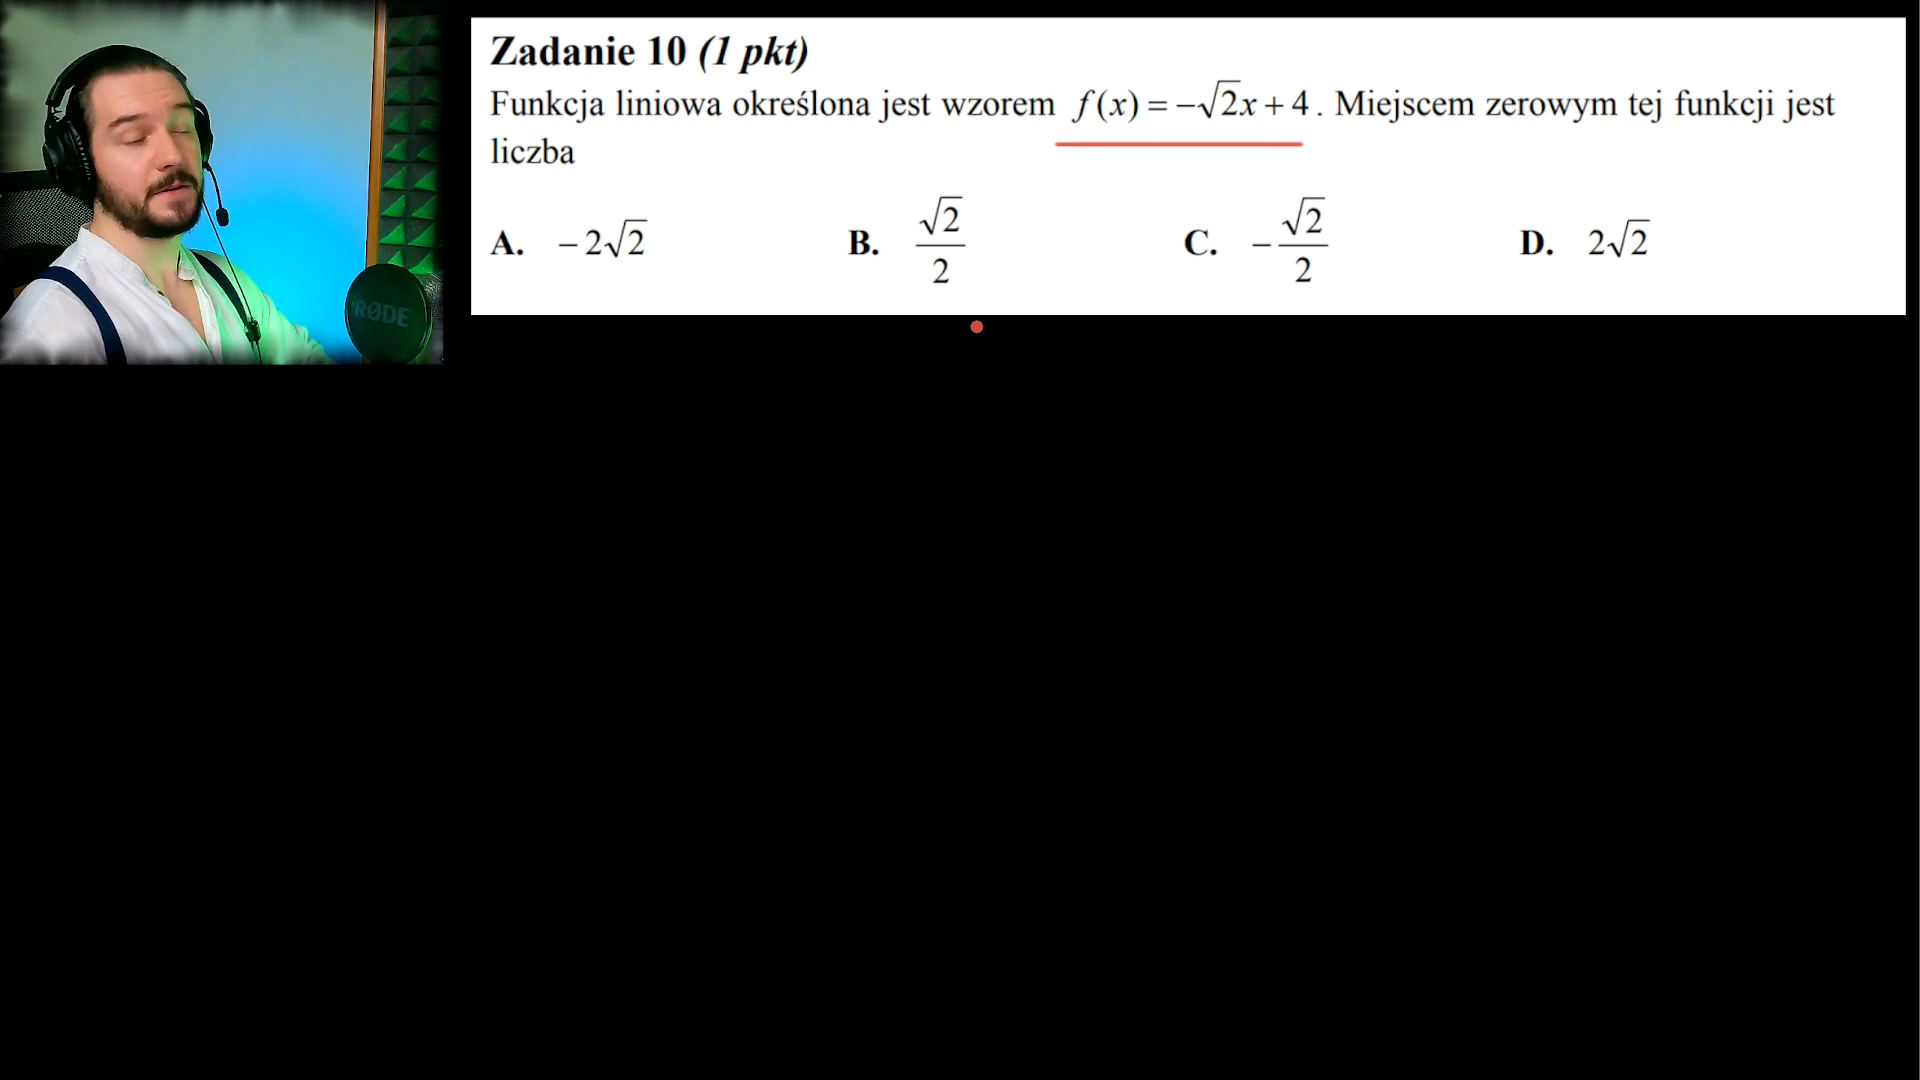 Zadanie 10 (1 pkt)
Funkcja liniowa określona jest wzorem f(x) = −√2x + 4. Miejscem zerowym tej funkcji jest
liczba
A. −2√2 B. √2/2 C. −√2/2 D. 2√2
RØDE